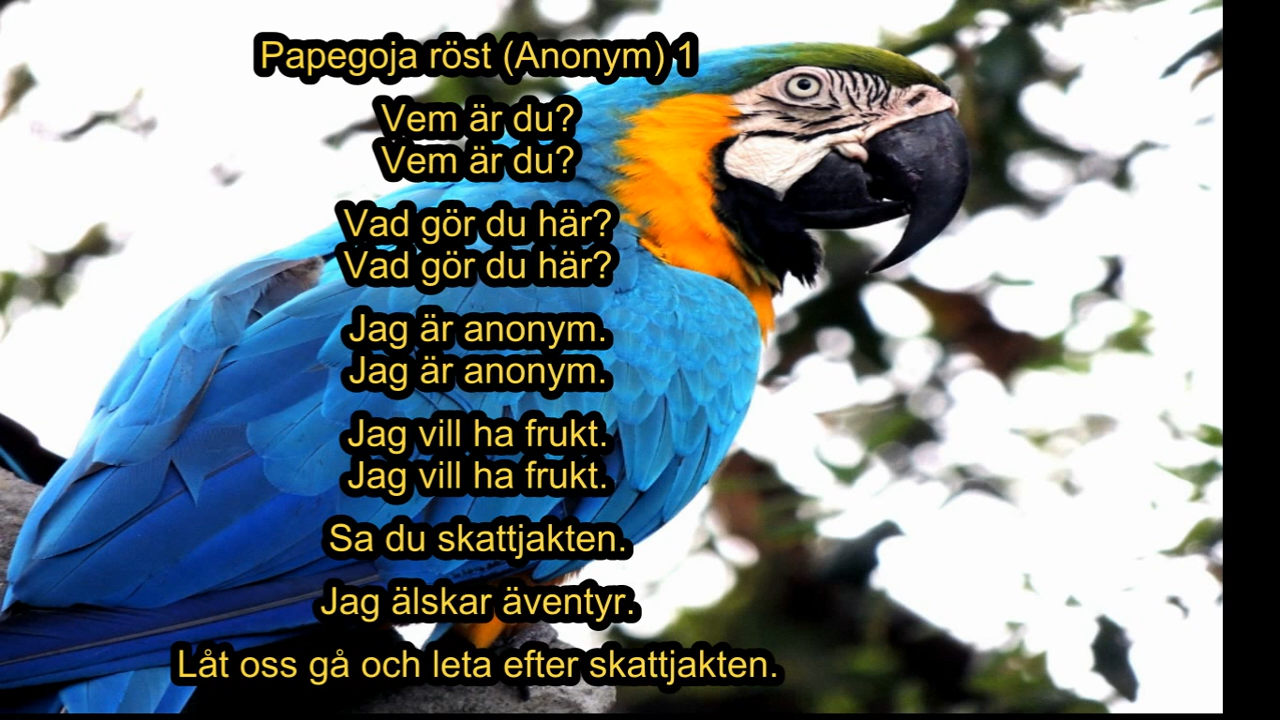 Papegoja röst (Anonym) 1
Vem är du?
Vem är du?
Vad gör du här?
Vad gör du här?
Jag är anonym.
Jag är anonym.
Jag vill ha frukt.
Jag vill ha frukt.
Sa du skattjakten.
Jag älskar äventyr.
Låt oss gå och leta efter skattjakten.